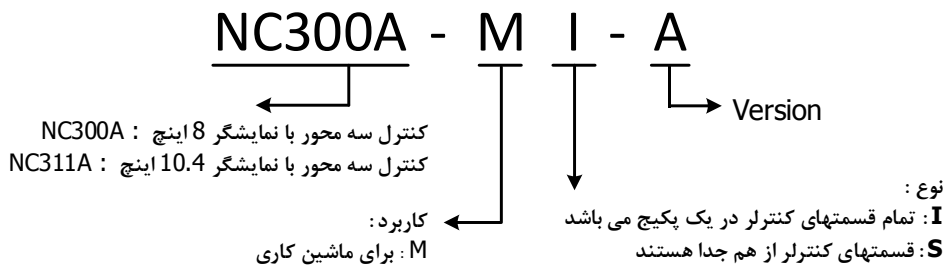 NC300A - M I - A
Version
کنترل سه محور با نمایشگر 8 اینچ : NC300A
کنترل سه محور با نمایشگر 10.4 اینچ : NC311A
نوع :
I : تمام قسمتهای کنترلر در یک پکیج می باشد
S : قسمتهای کنترلر از هم جدا هستند
کاربرد :
M : برای ماشین کاری